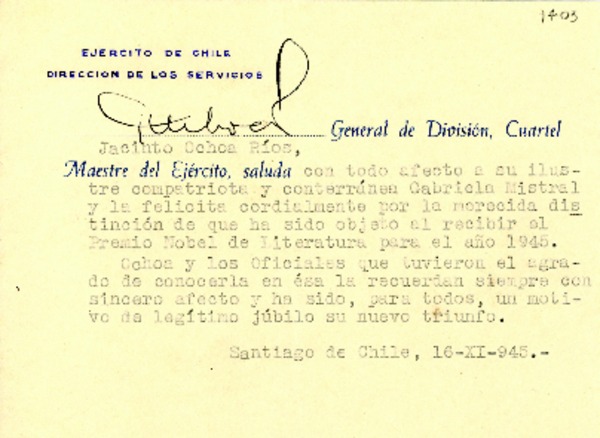 1403
EJÉRCITO DE CHILE
DIRECCION DE LOS SERVICIOS
General de División, Cuartel
Jacinto Ochoa Ríos,
Maestre del Ejército, saluda con todo afecto a su ilus-
tre compatriota y conterránea Gabriela Mistral
y la felicita cordialmente por la merecida dis
tinción de que ha sido objeto al recibir el
Premio Nobel de Literatura para el año 1945.
Ochoa y los Oficiales que tuvieron el agra-
do de conocerla en ésa la recuerdan siempre con
sincero afecto y ha sido, para todos, un moti-
vo de legítimo júbilo su nuevo triunfo.
Santiago de Chile, 16-XI-945.-